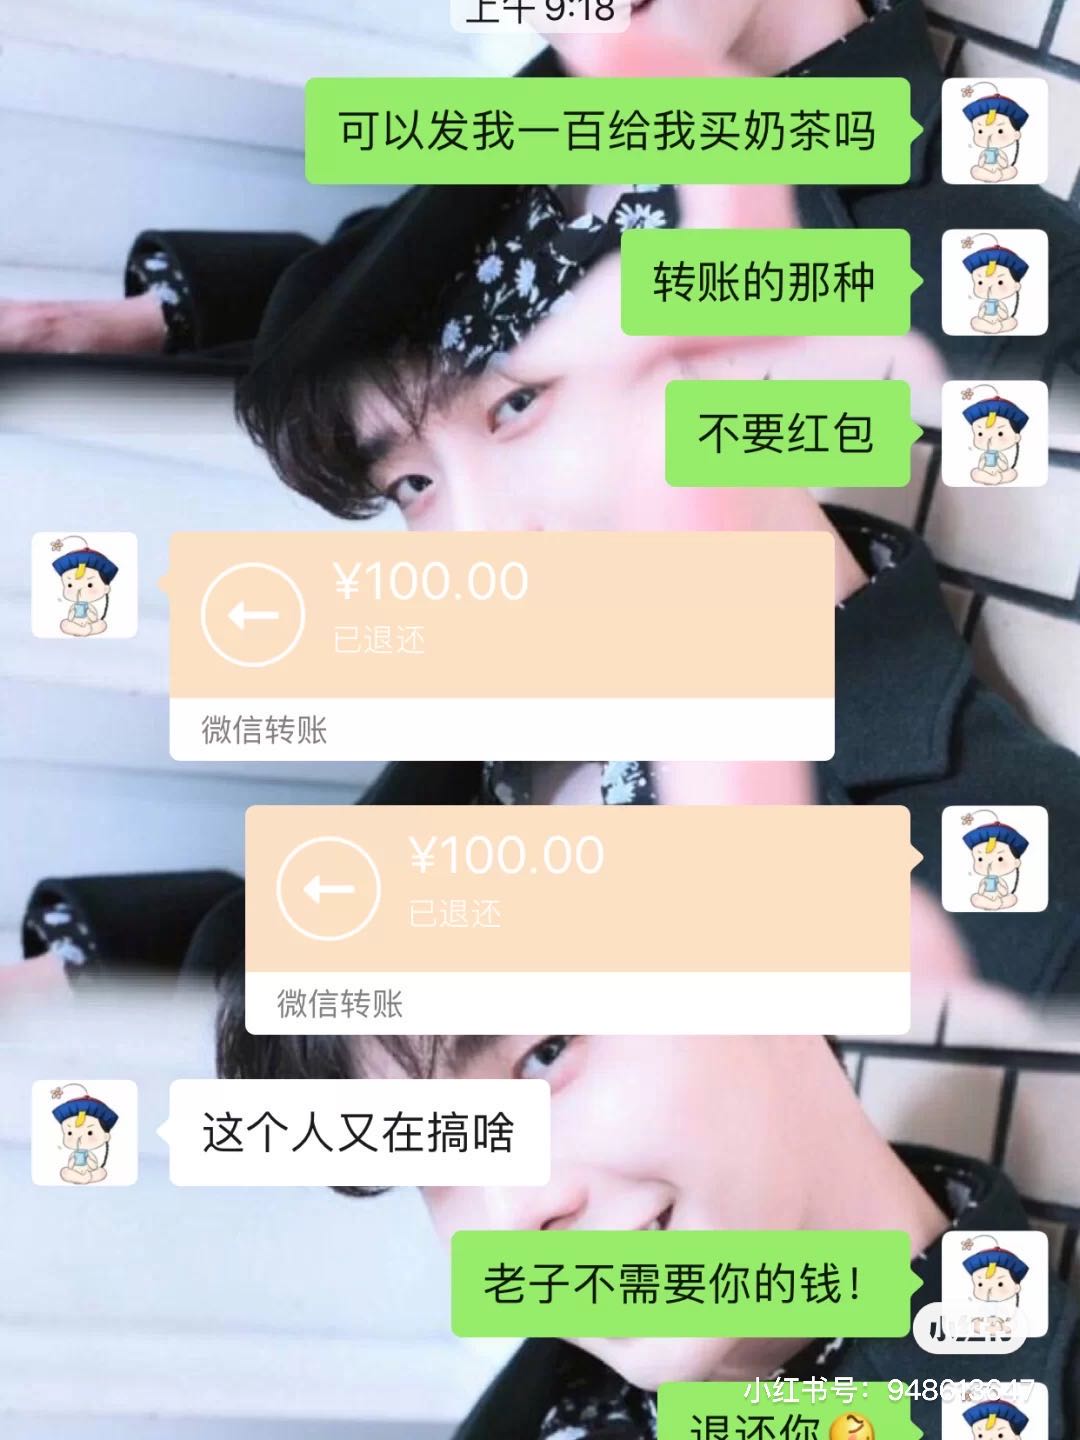 上午 9:18
可以发我一百给我买奶茶吗
转账的那种
不要红包
¥100.00
已退还
微信转账
¥100.00
已退还
微信转账
这个人又在搞啥
老子不需要你的钱！
小红书
小红书号：948613647
退还你